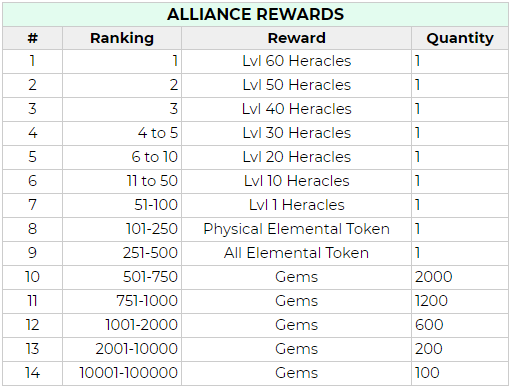 ALLIANCE REWARDS
# Ranking Reward Quantity
1 1 Lvl 60 Heracles 1
2 2 Lvl 50 Heracles 1
3 3 Lvl 40 Heracles 1
4 4 to 5 Lvl 30 Heracles 1
5 6 to 10 Lvl 20 Heracles 1
6 11 to 50 Lvl 10 Heracles 1
7 51-100 Lvl 1 Heracles 1
8 101-250 Physical Elemental Token 1
9 251-500 All Elemental Token 1
10 501-750 Gems 2000
11 751-1000 Gems 1200
12 1001-2000 Gems 600
13 2001-10000 Gems 200
14 10001-100000 Gems 100